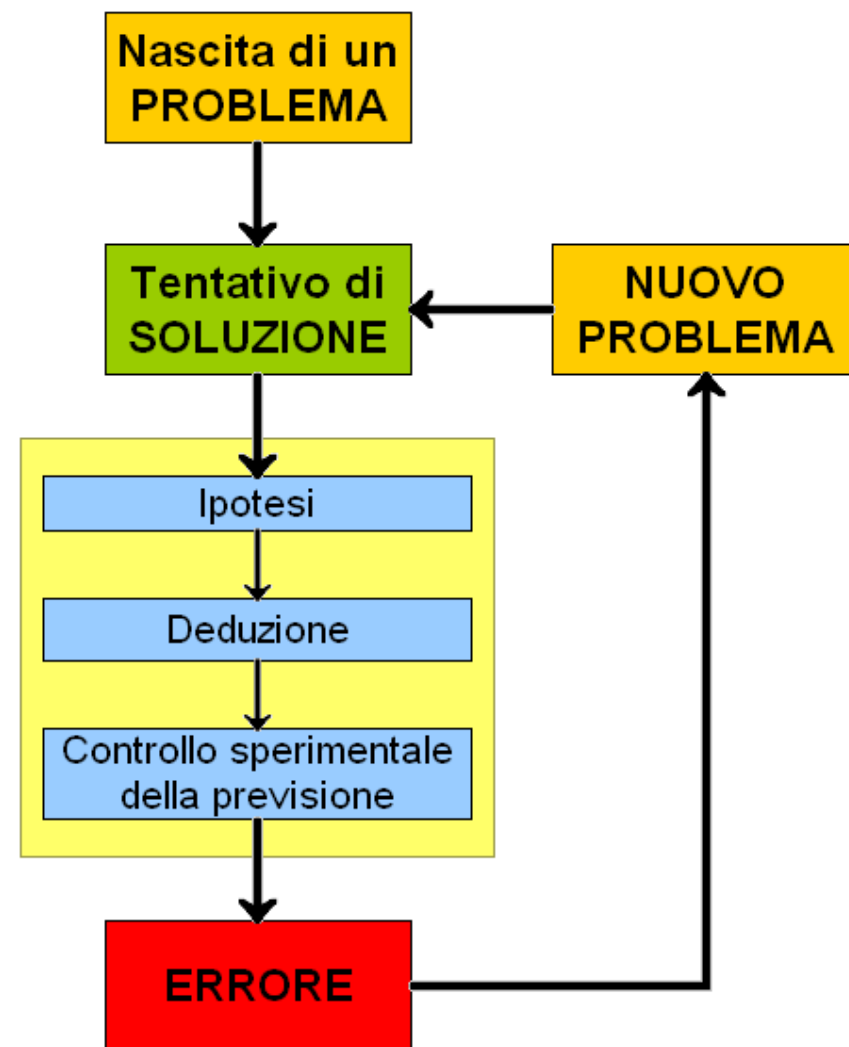 Nascita di un
PROBLEMA
Tentativo di
SOLUZIONE
NUOVO
PROBLEMA
Ipotesi
Deduzione
Controllo sperimentale
della previsione
ERRORE